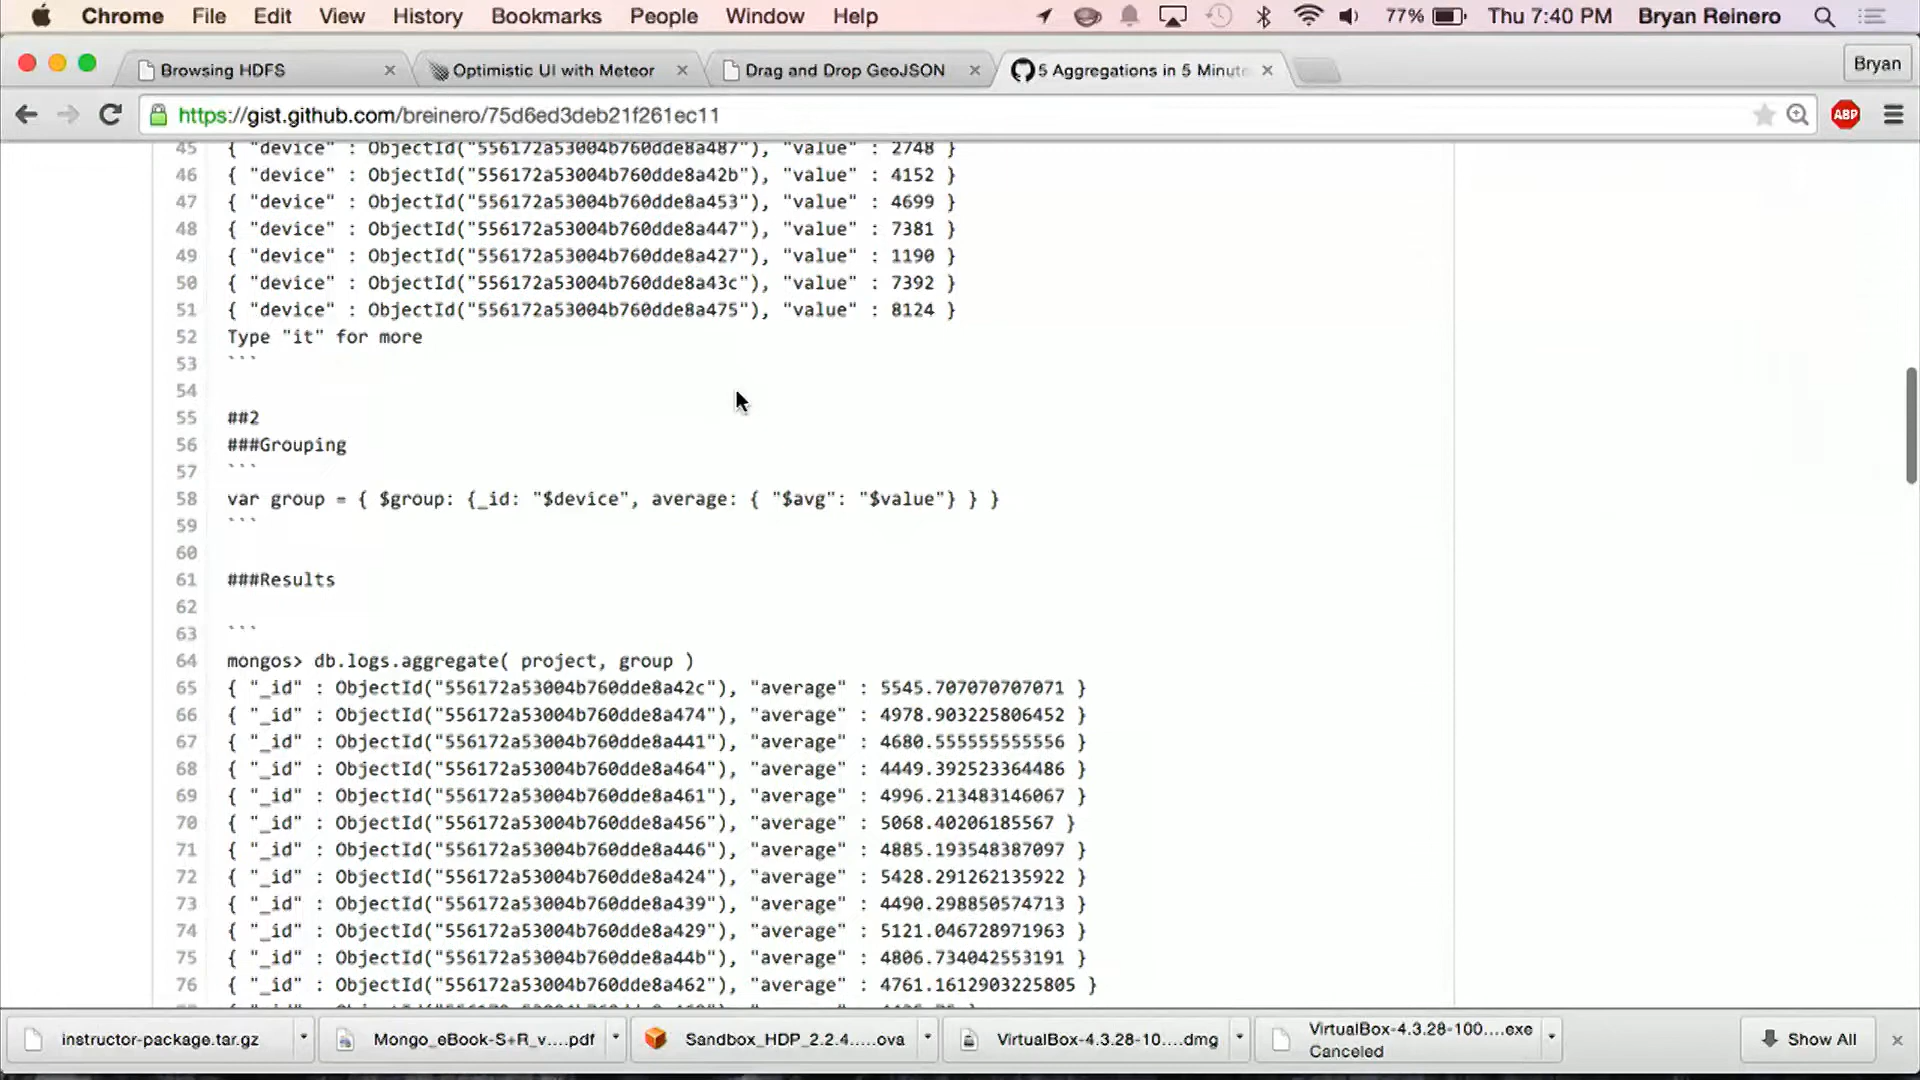 Chrome File Edit View History Bookmarks People Window Help 77% Thu 7:40 PM Bryan Reinero
Browsing HDFS Optimistic UI with Meteor Drag and Drop GeoJSON 5 Aggregations in 5 Minute Bryan
https://gist.github.com/breinero/75d6ed3deb21f261ec11 ABP
45 { "device" : ObjectId("556172a53004b760dde8a487"), "value" : 2748 }
46 { "device" : ObjectId("556172a53004b760dde8a42b"), "value" : 4152 }
47 { "device" : ObjectId("556172a53004b760dde8a453"), "value" : 4699 }
48 { "device" : ObjectId("556172a53004b760dde8a447"), "value" : 7381 }
49 { "device" : ObjectId("556172a53004b760dde8a427"), "value" : 1190 }
50 { "device" : ObjectId("556172a53004b760dde8a43c"), "value" : 7392 }
51 { "device" : ObjectId("556172a53004b760dde8a475"), "value" : 8124 }
52 Type "it" for more
53 ```
54
55 ##2
56 ###Grouping
57 ```
58 var group = { $group: {_id: "$device", average: { "$avg": "$value"} } }
59 ```
60
61 ###Results
62
63 ```
64 mongos> db.logs.aggregate( project, group )
65 { "_id" : ObjectId("556172a53004b760dde8a42c"), "average" : 5545.707070707071 }
66 { "_id" : ObjectId("556172a53004b760dde8a474"), "average" : 4978.903225806452 }
67 { "_id" : ObjectId("556172a53004b760dde8a441"), "average" : 4680.555555555556 }
68 { "_id" : ObjectId("556172a53004b760dde8a464"), "average" : 4449.392523364486 }
69 { "_id" : ObjectId("556172a53004b760dde8a461"), "average" : 4996.213483146067 }
70 { "_id" : ObjectId("556172a53004b760dde8a456"), "average" : 5068.40206185567 }
71 { "_id" : ObjectId("556172a53004b760dde8a446"), "average" : 4885.193548387097 }
72 { "_id" : ObjectId("556172a53004b760dde8a424"), "average" : 5428.291262135922 }
73 { "_id" : ObjectId("556172a53004b760dde8a439"), "average" : 4490.298850574713 }
74 { "_id" : ObjectId("556172a53004b760dde8a429"), "average" : 5121.046728971963 }
75 { "_id" : ObjectId("556172a53004b760dde8a44b"), "average" : 4806.734042553191 }
76 { "_id" : ObjectId("556172a53004b760dde8a462"), "average" : 4761.1612903225805 }
instructor-package.tar.gz Mongo_eBook-S+R_v....pdf Sandbox_HDP_2.2.4.....ova VirtualBox-4.3.28-10....dmg VirtualBox-4.3.28-100....exe Show All
Canceled